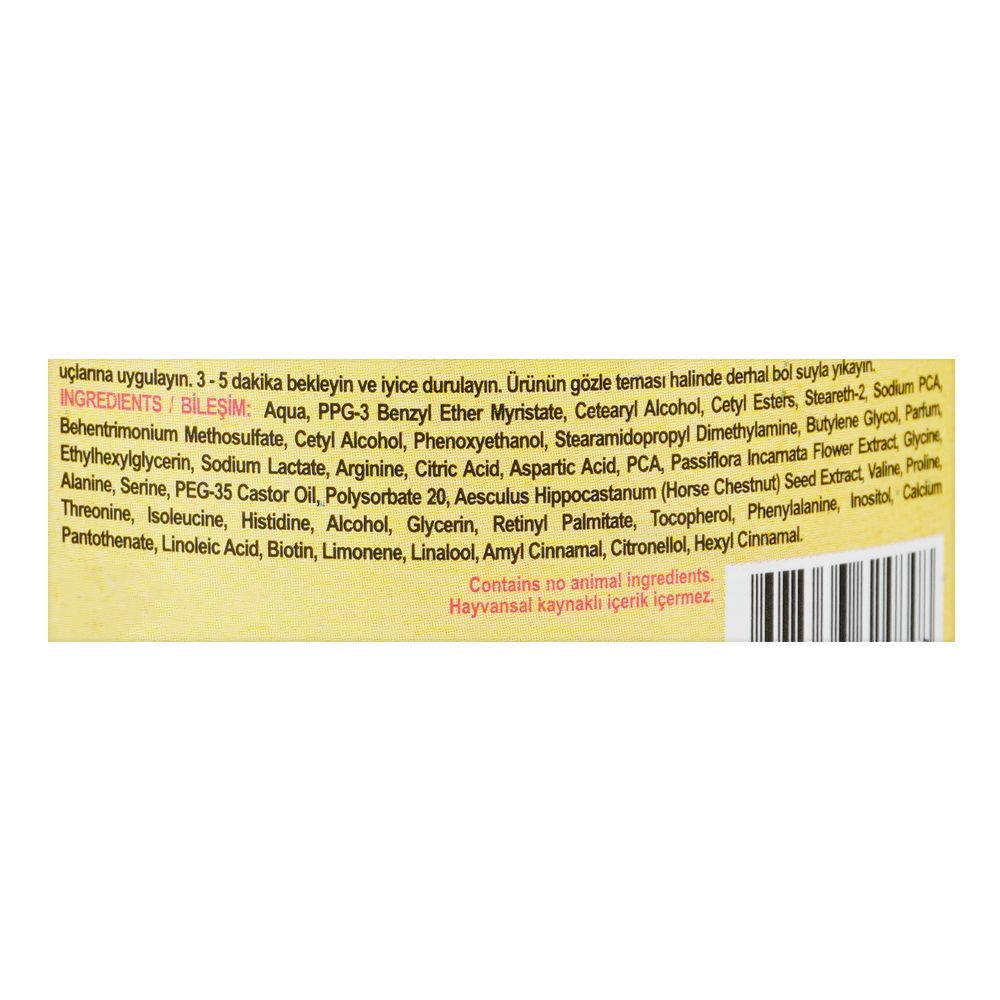 uçlarına uygulayın. 3 - 5 dakika bekleyin ve iyice durulayın. Ürünün gözle teması halinde derhal bol suyla yıkayın.
INGREDIENTS / BİLEŞİM: Aqua, PPG-3 Benzyl Ether Myristate, Cetearyl Alcohol, Cetyl Esters, Steareth-2, Sodium PCA,
Behentrimonium Methosulfate, Cetyl Alcohol, Phenoxyethanol, Stearamidopropyl Dimethylamine, Butylene Glycol, Parfum,
Ethylhexylglycerin, Sodium Lactate, Arginine, Citric Acid, Aspartic Acid, PCA, Passiflora Incarnata Flower Extract, Glycine,
Alanine, Serine, PEG-35 Castor Oil, Polysorbate 20, Aesculus Hippocastanum (Horse Chestnut) Seed Extract, Valine, Proline,
Threonine, Isoleucine, Histidine, Alcohol, Glycerin, Retinyl Palmitate, Tocopherol, Phenylalanine, Inositol, Calcium
Pantothenate, Linoleic Acid, Biotin, Limonene, Linalool, Amyl Cinnamal, Citronellol, Hexyl Cinnamal.
Contains no animal ingredients.
Hayvansal kaynaklı içerik içermez.